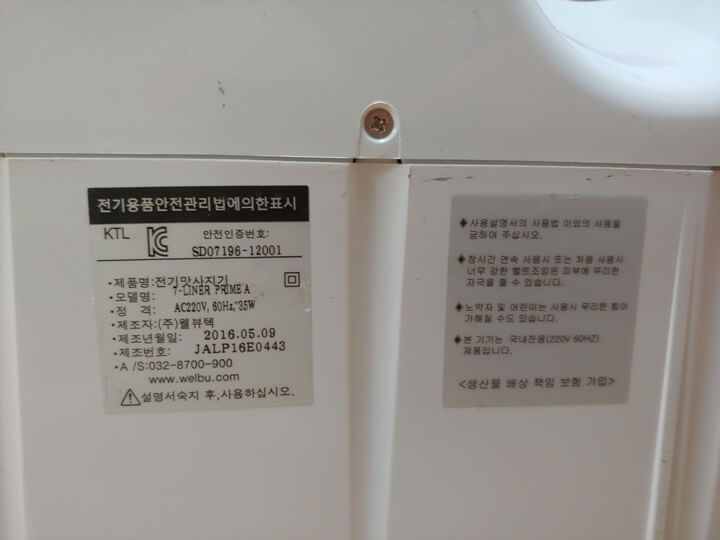 전기용품안전관리법에의한표시
KTL
안전인증번호:
SD07196-12001
·제품명:전기맛사지기
·모델명: 7-LINER PRIME A
·정 격: AC220V, 60Hz, 35W
·제조자:(주)웰뷰텍
·제조년월일: 2016.05.09
·제조번호: JALP16E0443
·A /S:032-8700-900
www.welbu.com
설명서숙지 후,사용하십시오.
◈사용설명서의 사용법 이외의 사용을
금하여 주십시오.
◈장시간 연속 사용시 또는 처음 사용시
너무 강한 벨트조임은 피부에 무리한
자극을 줄 수 있습니다.
◈노약자 및 어린이는 사용시 무리한 힘이
가해질 수도 있습니다.
◈본 기기는 국내전용(220V 60HZ)
제품입니다.
<생산물 배상 책임 보험 가입>